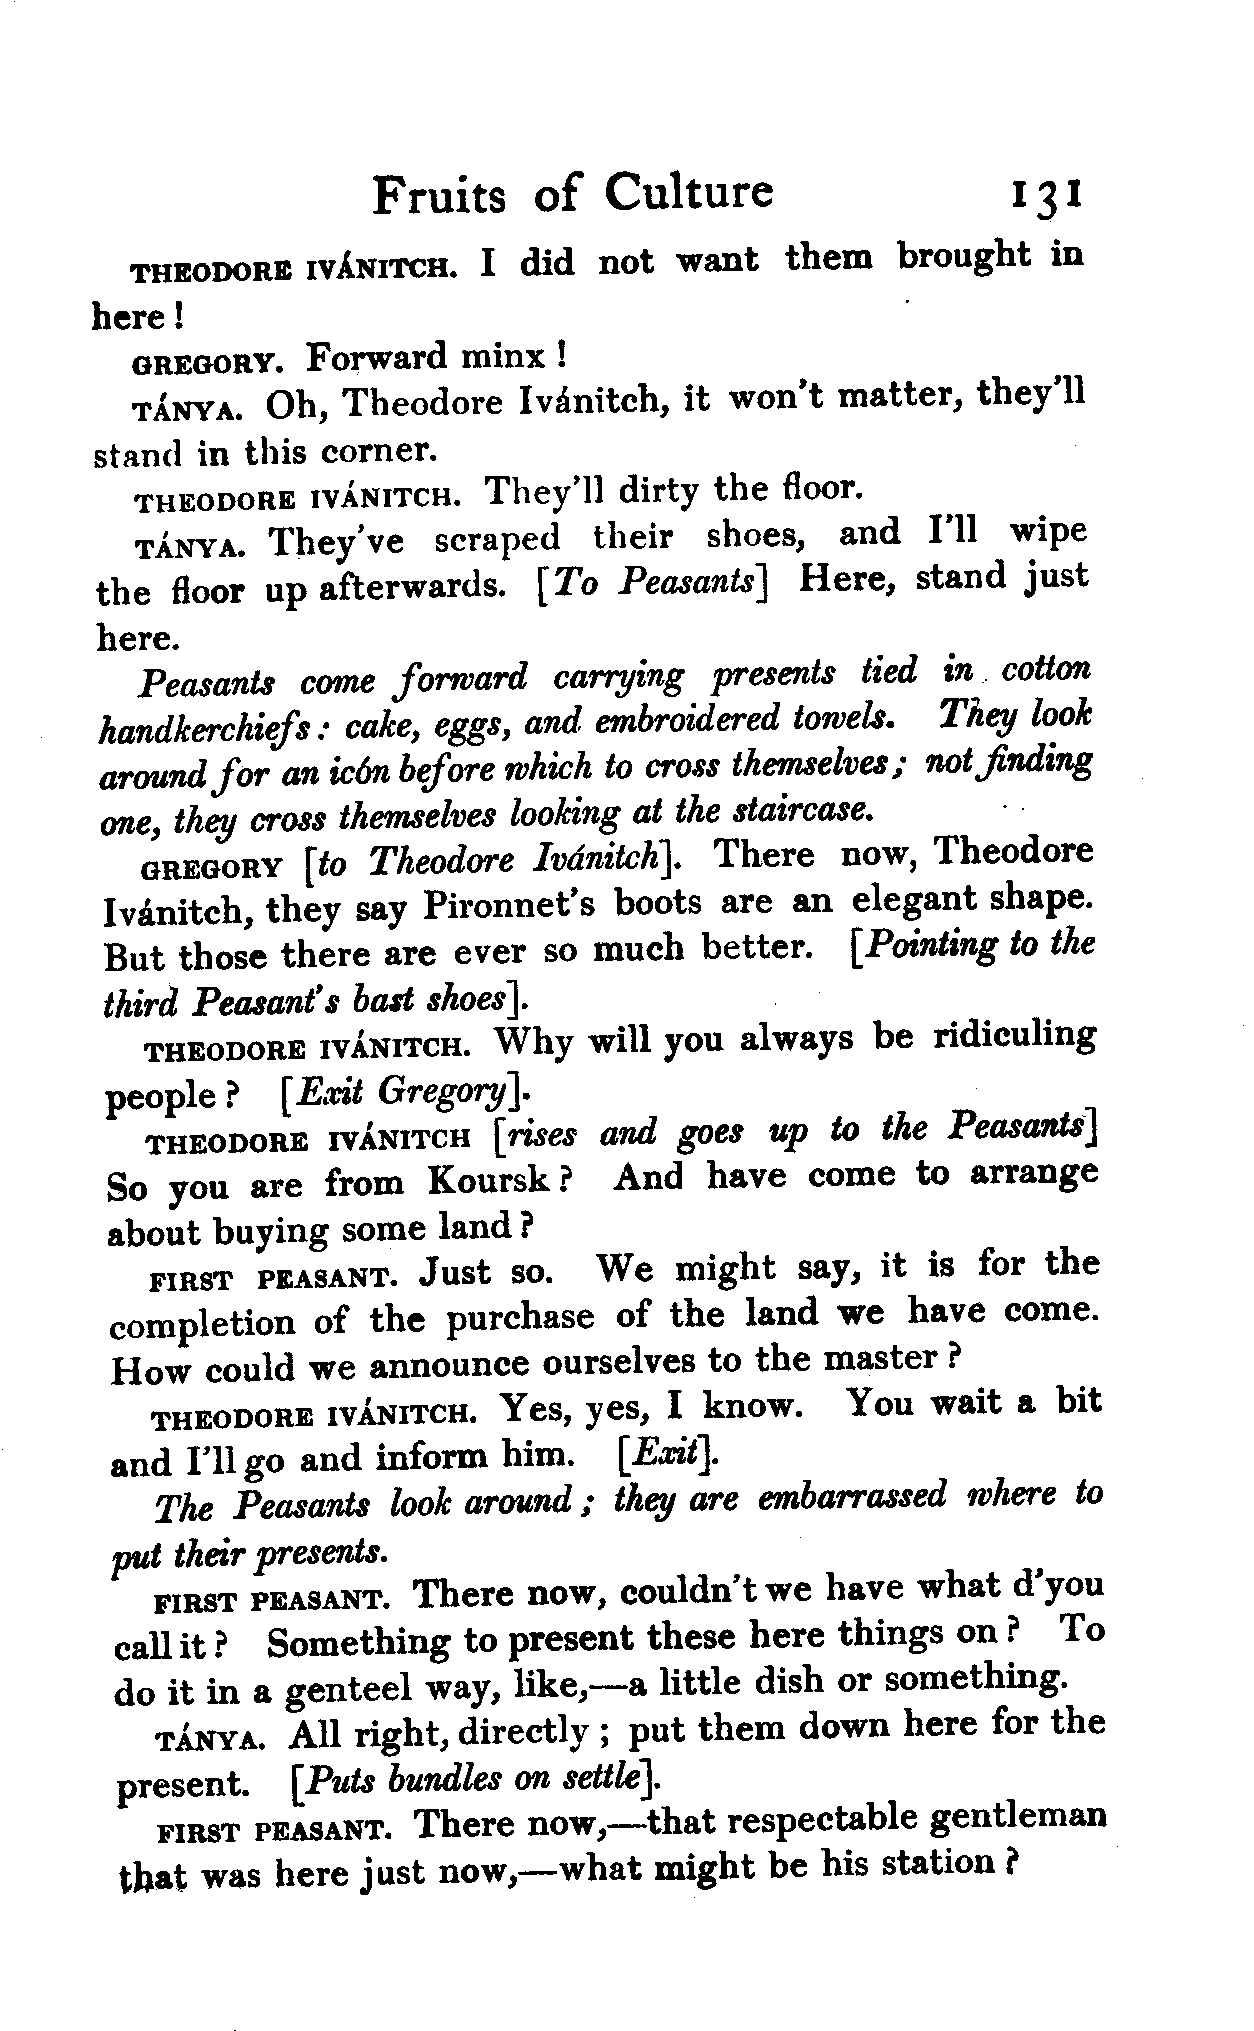 Fruits of Culture 131
THEODORE IVÁNITCH. I did not want them brought in
here !
GREGORY. Forward minx !
TÁNYA. Oh, Theodore Ivánitch, it won't matter, they'll
stand in this corner.
THEODORE IVÁNITCH. They'll dirty the floor.
TÁNYA. They've scraped their shoes, and I'll wipe
the floor up afterwards. [To Peasants] Here, stand just
here.
Peasants come forward carrying presents tied in cotton
handkerchiefs : cake, eggs, and embroidered towels. They look
around for an icón before which to cross themselves ; not finding
one, they cross themselves looking at the staircase.
GREGORY [to Theodore Ivánitch]. There now, Theodore
Ivánitch, they say Pironnet's boots are an elegant shape.
But those there are ever so much better. [Pointing to the
third Peasant's bast shoes].
THEODORE IVÁNITCH. Why will you always be ridiculing
people ? [Exit Gregory].
THEODORE IVÁNITCH [rises and goes up to the Peasants]
So you are from Koursk ? And have come to arrange
about buying some land ?
FIRST PEASANT. Just so. We might say, it is for the
completion of the purchase of the land we have come.
How could we announce ourselves to the master ?
THEODORE IVÁNITCH. Yes, yes, I know. You wait a bit
and I'll go and inform him. [Exit].
The Peasants look around ; they are embarrassed where to
put their presents.
FIRST PEASANT. There now, couldn't we have what d'you
call it ? Something to present these here things on ? To
do it in a genteel way, like,—a little dish or something.
TÁNYA. All right, directly ; put them down here for the
present. [Puts bundles on settle].
FIRST PEASANT. There now,—that respectable gentleman
that was here just now,—what might be his station ?